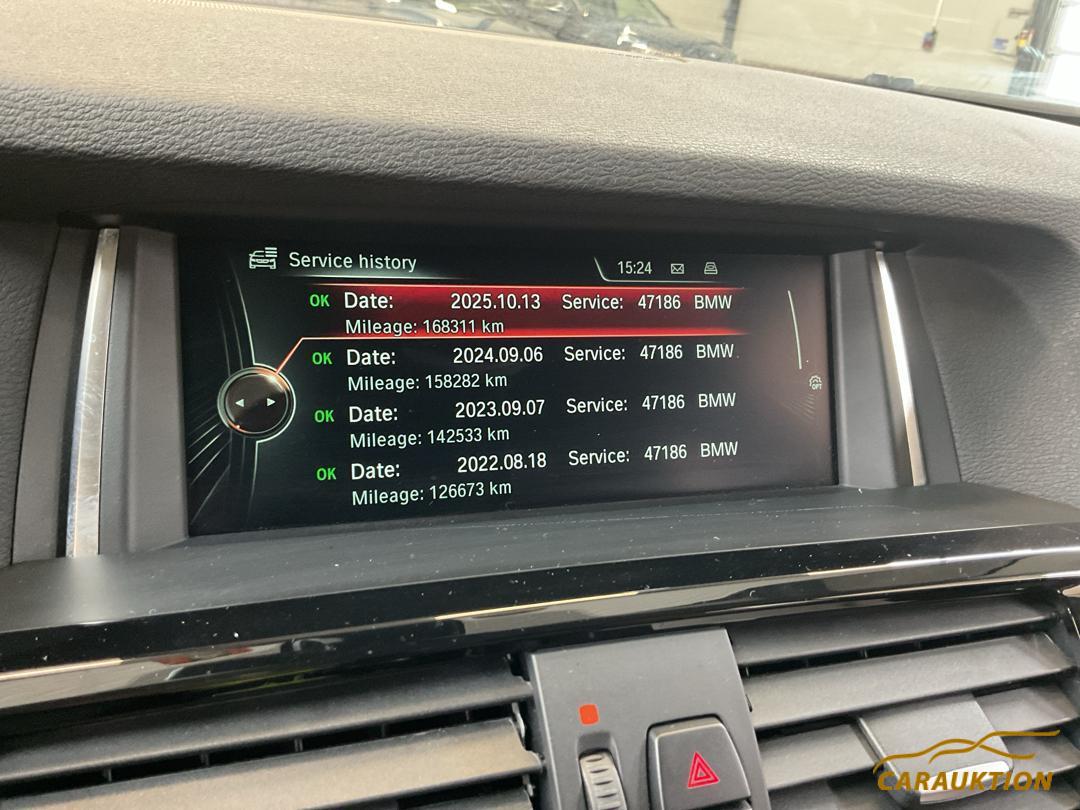 Service history
15:24
OK Date: 2025.10.13 Service: 47186 BMW
Mileage: 168311 km
OK Date: 2024.09.06 Service: 47186 BMW
Mileage: 158282 km
OK Date: 2023.09.07 Service: 47186 BMW
Mileage: 142533 km
OK Date: 2022.08.18 Service: 47186 BMW
Mileage: 126673 km
OPT
CARAUKTION